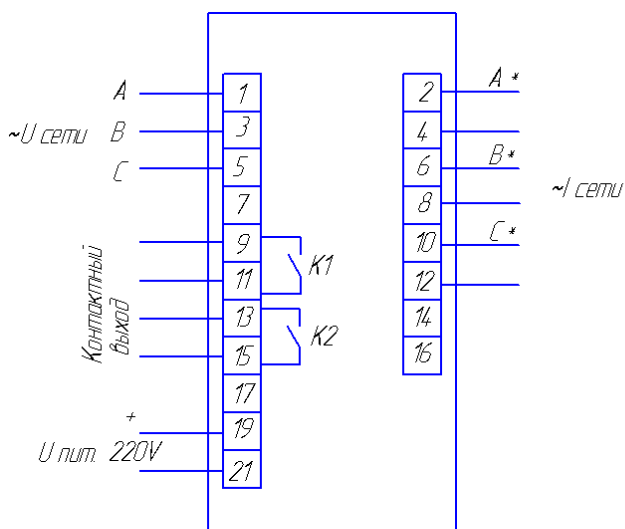 A
1
~U сети B
3
C
5
7
9
K1
11
Контактный
выход
13
K2
15
17
+
19
U пит. 220V
21
2
A *
4
6
B *
8
~I сети
10
C *
12
14
16